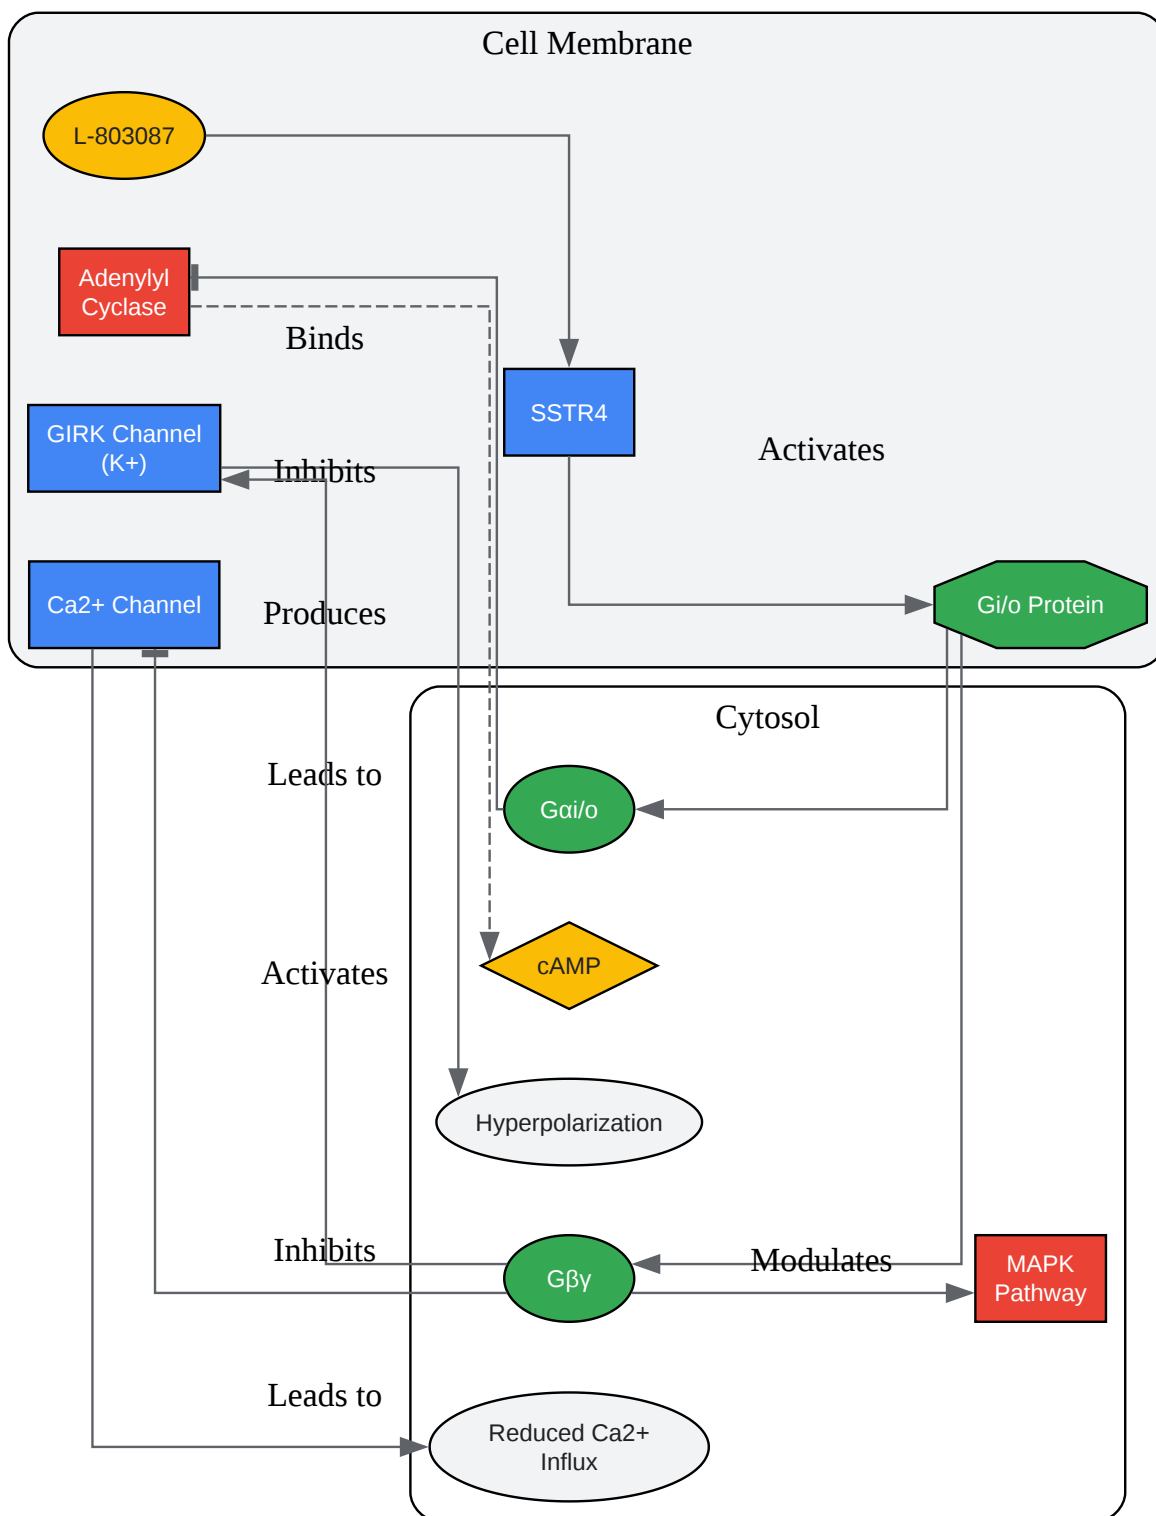 Cell Membrane
L-803087
Adenylyl
Cyclase
Binds
SSTR4
GIRK Channel
(K+)
Inhibits
Activates
Ca2+ Channel
Produces
Gi/o Protein
Cytosol
Leads to
Gαi/o
Activates
cAMP
Hyperpolarization
Inhibits
Gβγ
Modulates
MAPK
Pathway
Leads to
Reduced Ca2+
Influx